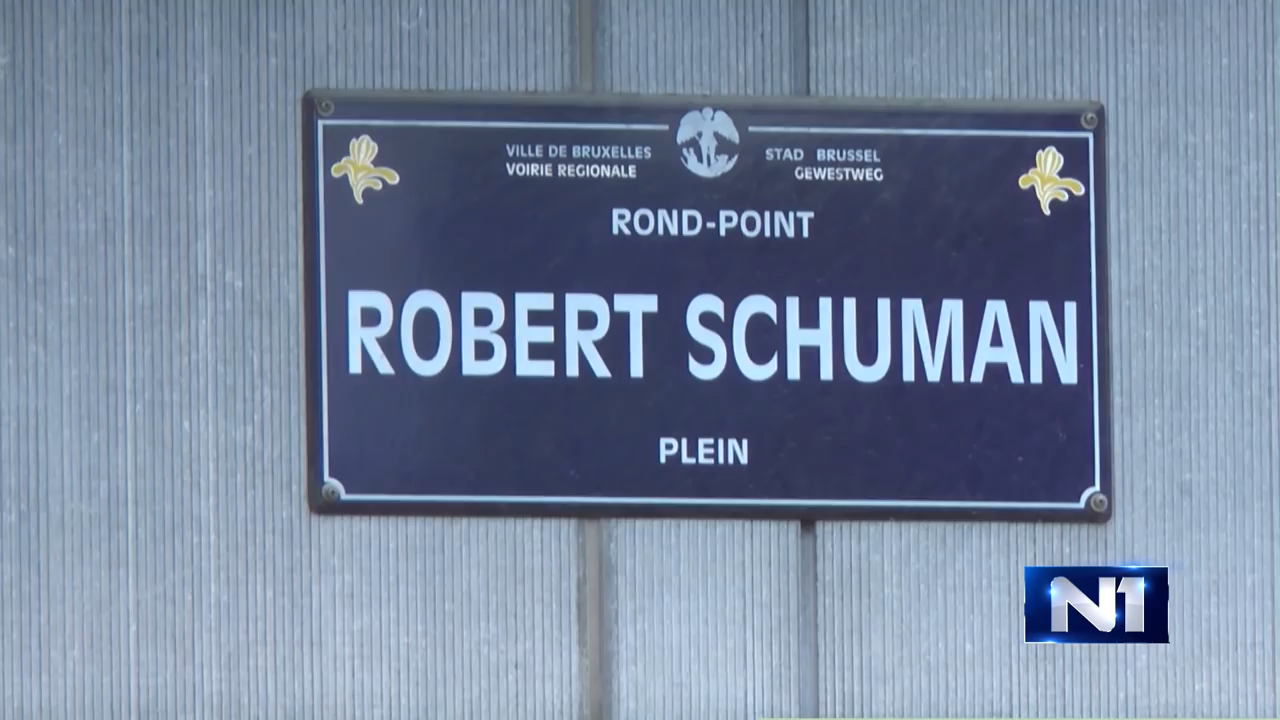 VILLE DE BRUXELLES STAD BRUSSEL
VOIRIE REGIONALE GEWESTWEG
ROND-POINT
ROBERT SCHUMAN
PLEIN
N1